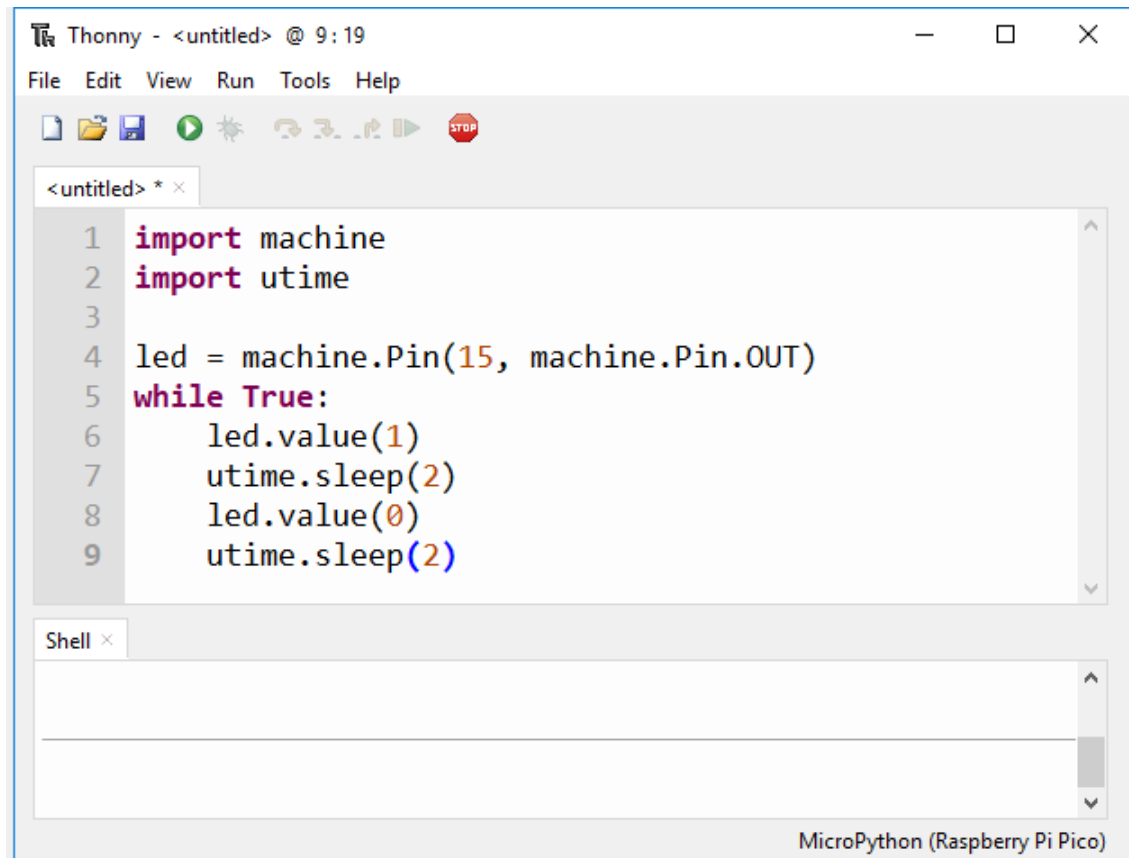 Thonny - <untitled> @ 9:19
File Edit View Run Tools Help
STOP
<untitled> *
1 import machine
2 import utime
3
4 led = machine.Pin(15, machine.Pin.OUT)
5 while True:
6     led.value(1)
7     utime.sleep(2)
8     led.value(0)
9     utime.sleep(2)
Shell
MicroPython (Raspberry Pi Pico)